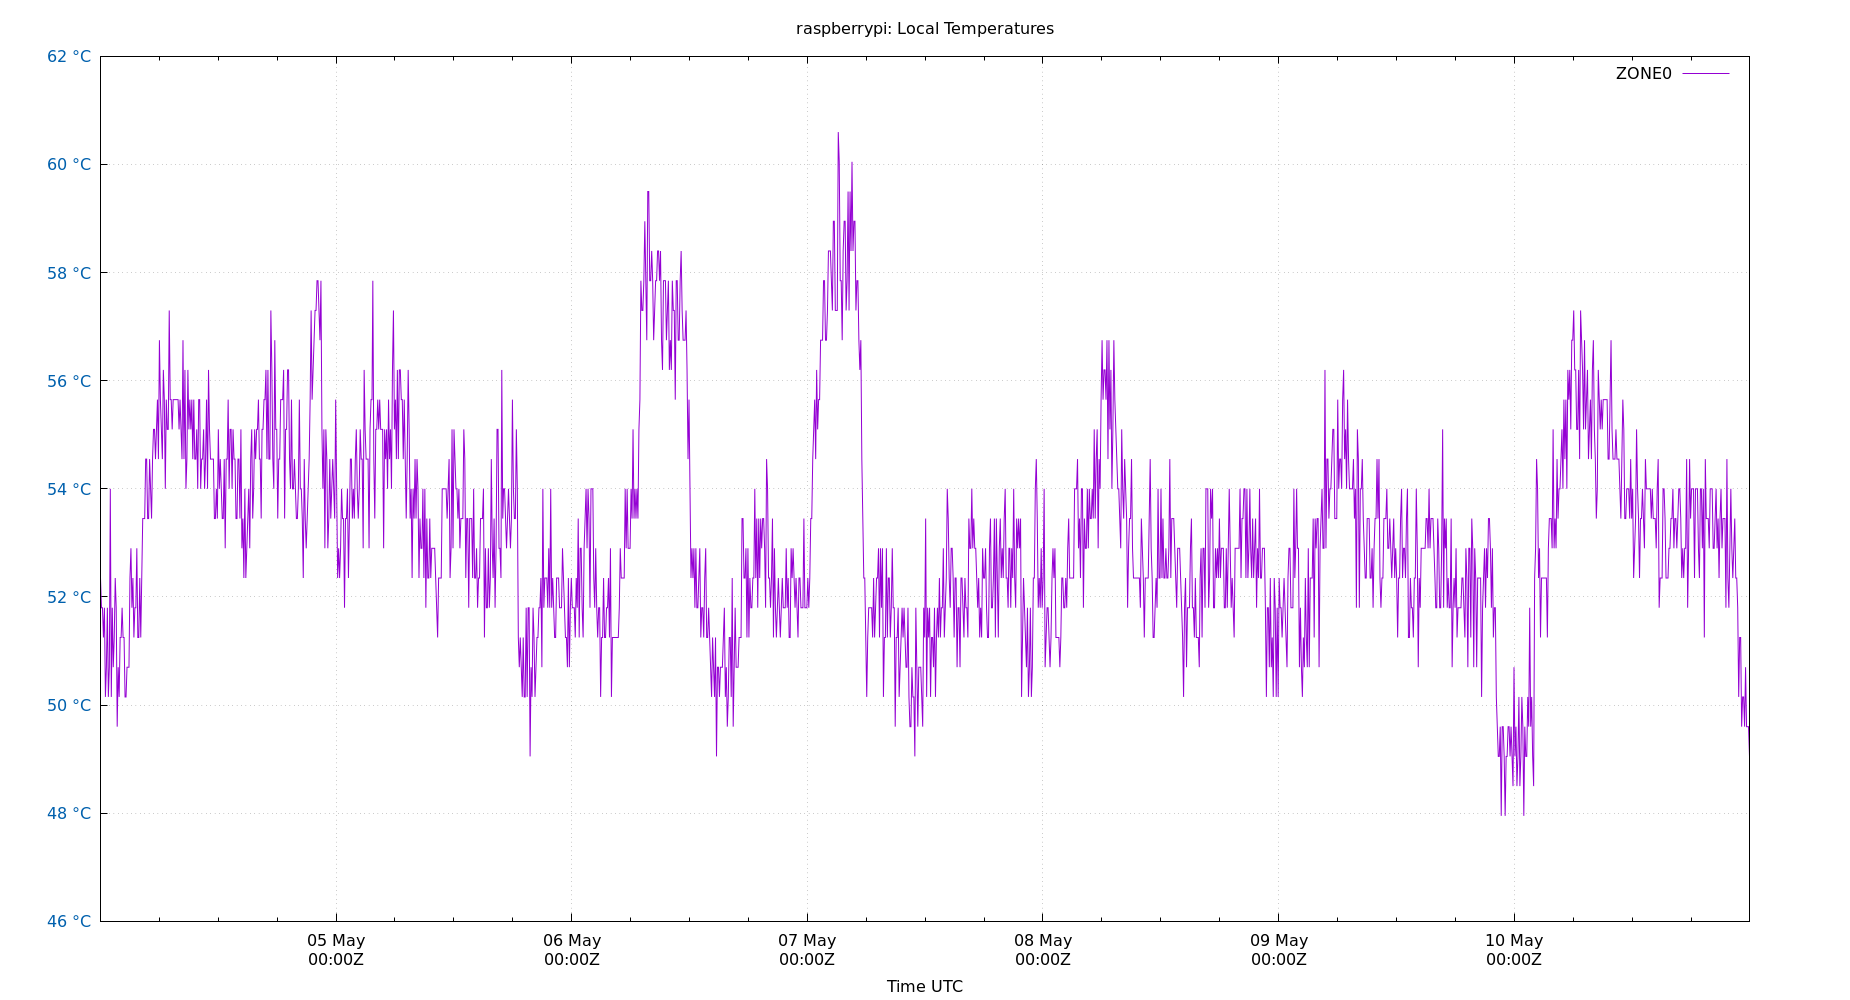 raspberrypi: Local Temperatures
62 °C
ZONE0
60 °C
58 °C
56 °C
54 °C
52 °C
50 °C
48 °C
46 °C
05 May 06 May 07 May 08 May 09 May 10 May
00:00Z 00:00Z 00:00Z 00:00Z 00:00Z 00:00Z
Time UTC